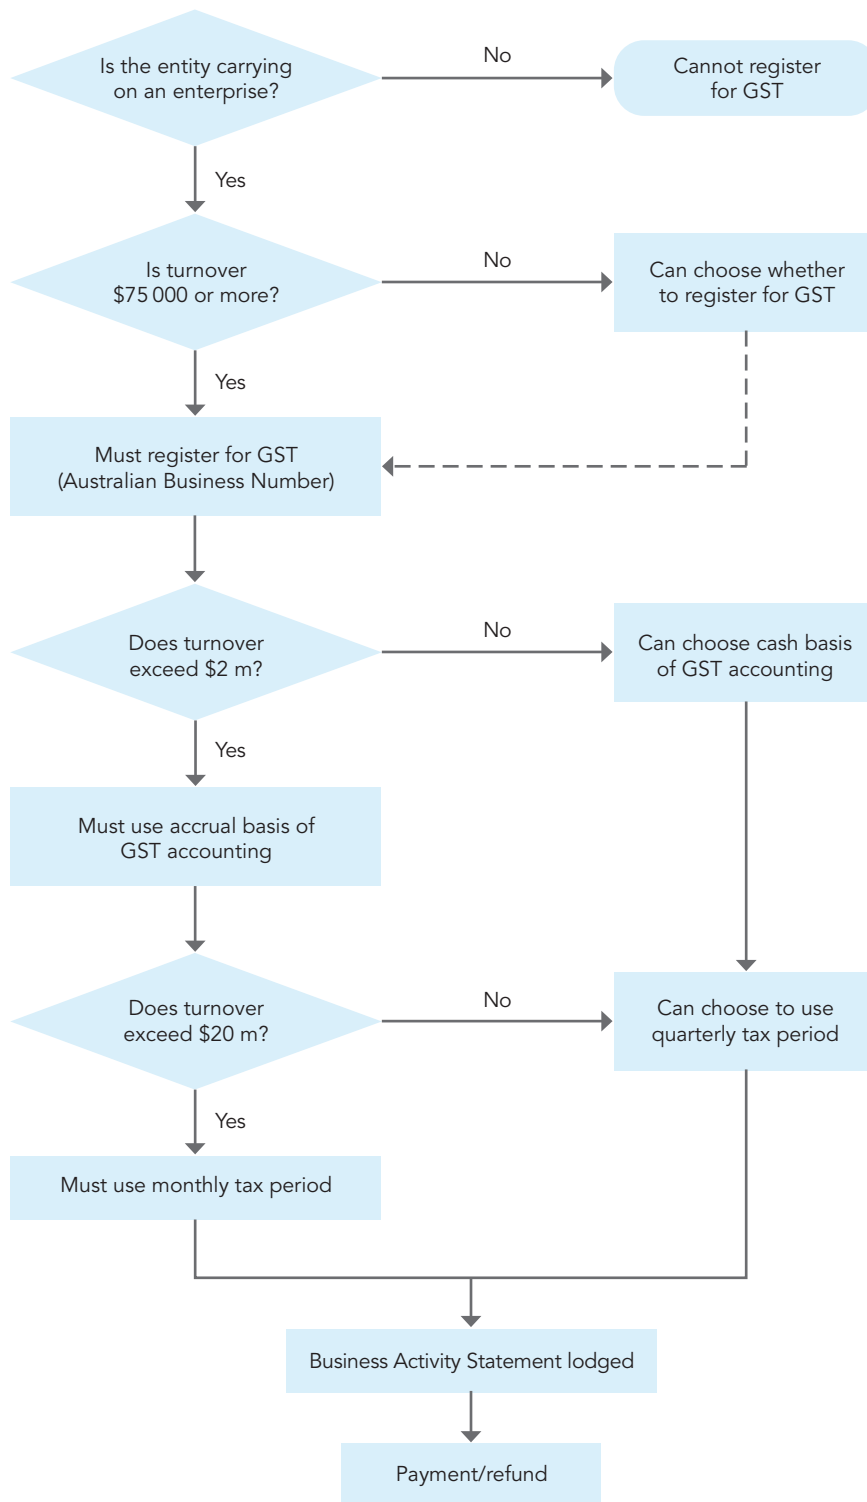 Is the entity carrying
on an enterprise?
No
Cannot register
for GST
Yes
Is turnover
$75 000 or more?
No
Can choose whether
to register for GST
Yes
Must register for GST
(Australian Business Number)
Does turnover
exceed $2 m?
No
Can choose cash basis
of GST accounting
Yes
Must use accrual basis of
GST accounting
Does turnover
exceed $20 m?
No
Can choose to use
quarterly tax period
Yes
Must use monthly tax period
Business Activity Statement lodged
Payment/refund